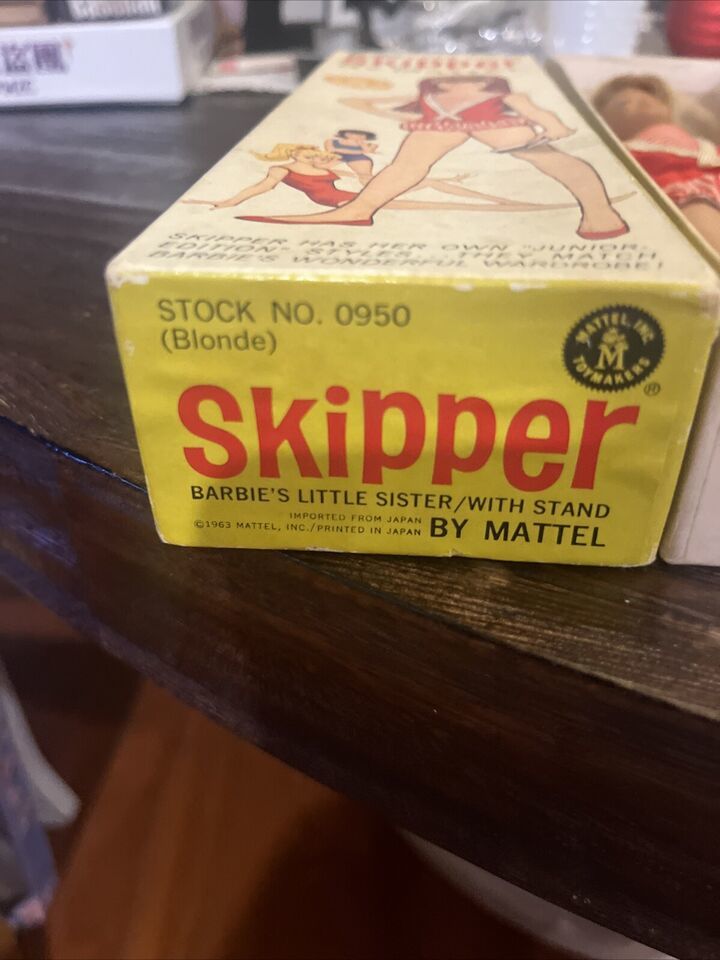 Skipper
SKIPPER HAS HER OWN "JUNIOR-
EDITION" STYLES...THEY MATCH
BARBIE'S WONDERFUL WARDROBE!
STOCK NO. 0950
(Blonde)
MATTEL, INC.
M
TOYMAKERS
®
Skipper
BARBIE'S LITTLE SISTER/WITH STAND
IMPORTED FROM JAPAN
©1963 MATTEL, INC./PRINTED IN JAPAN BY MATTEL